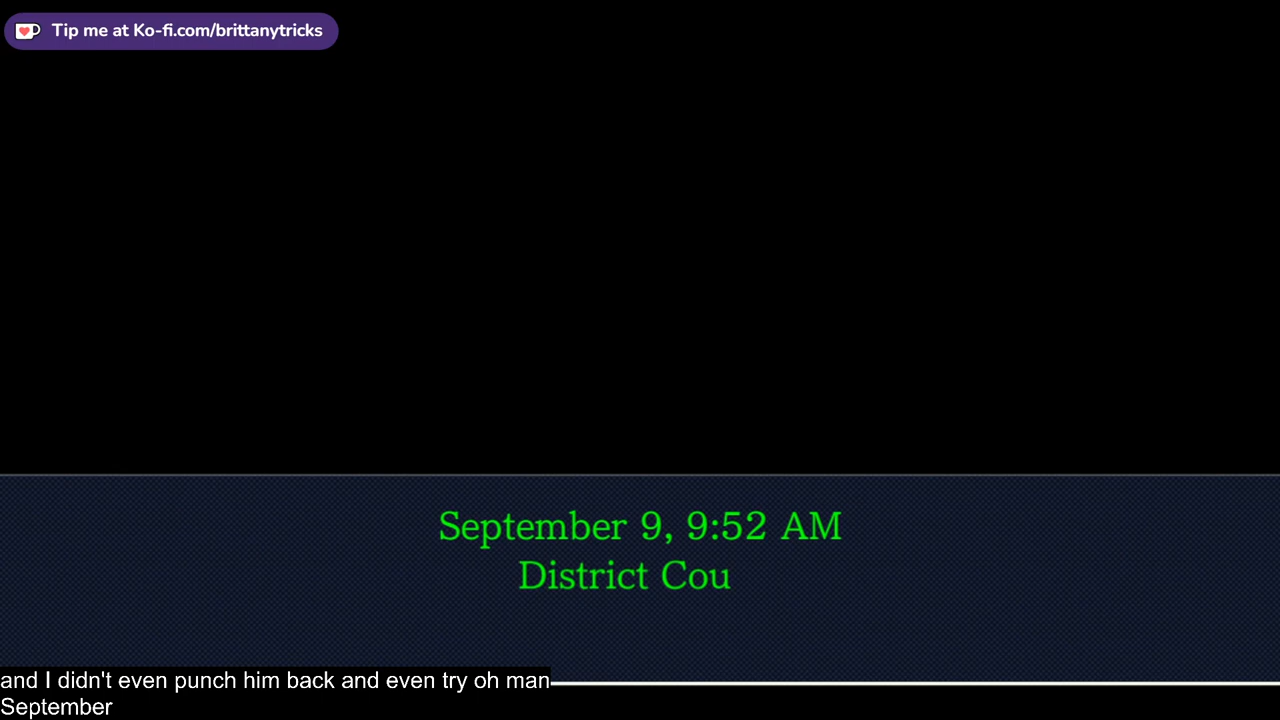 Tip me at Ko-fi.com/brittanytricks
September 9, 9:52 AM
District Cou
and I didn't even punch him back and even try oh man
September